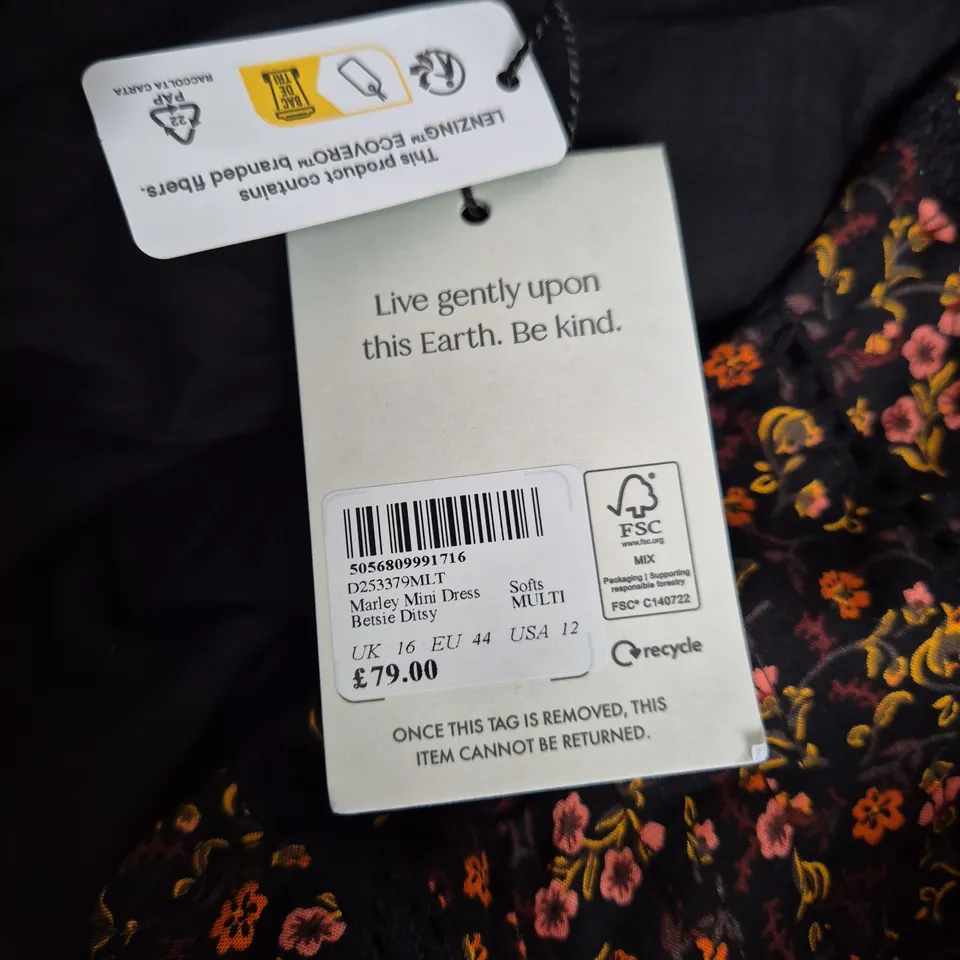 This product contains
LENZING™ ECOVERO™ branded fibers.
22
PAP
RACCOLTA CARTA
BAC
DE
TRI
Live gently upon
this Earth. Be kind.
5056809991716
D253379MLT
Marley Mini Dress Softs
Betsie Ditsy MULTI
UK 16 EU 44 USA 12
£79.00
FSC
www.fsc.org
MIX
Packaging | Supporting
responsible forestry
FSC® C140722
recycle
ONCE THIS TAG IS REMOVED, THIS
ITEM CANNOT BE RETURNED.